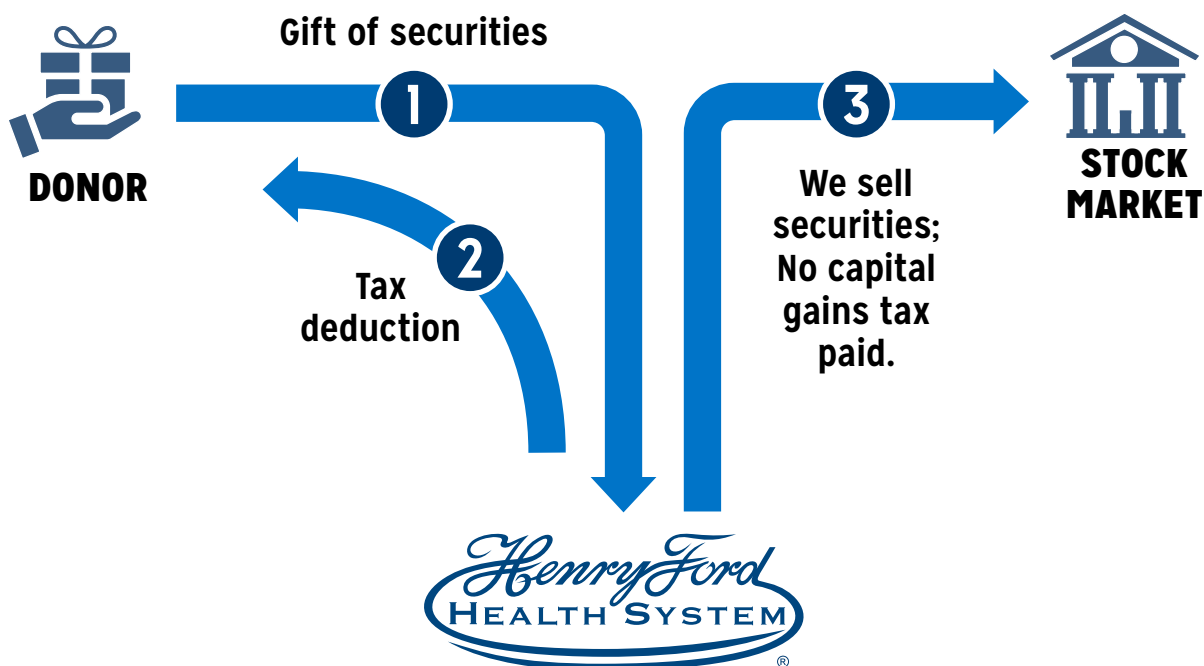 Gift of securities
1
DONOR
2
Tax
deduction
3
We sell
securities;
No capital
gains tax
paid.
STOCK
MARKET
Henry Ford
HEALTH SYSTEM
®